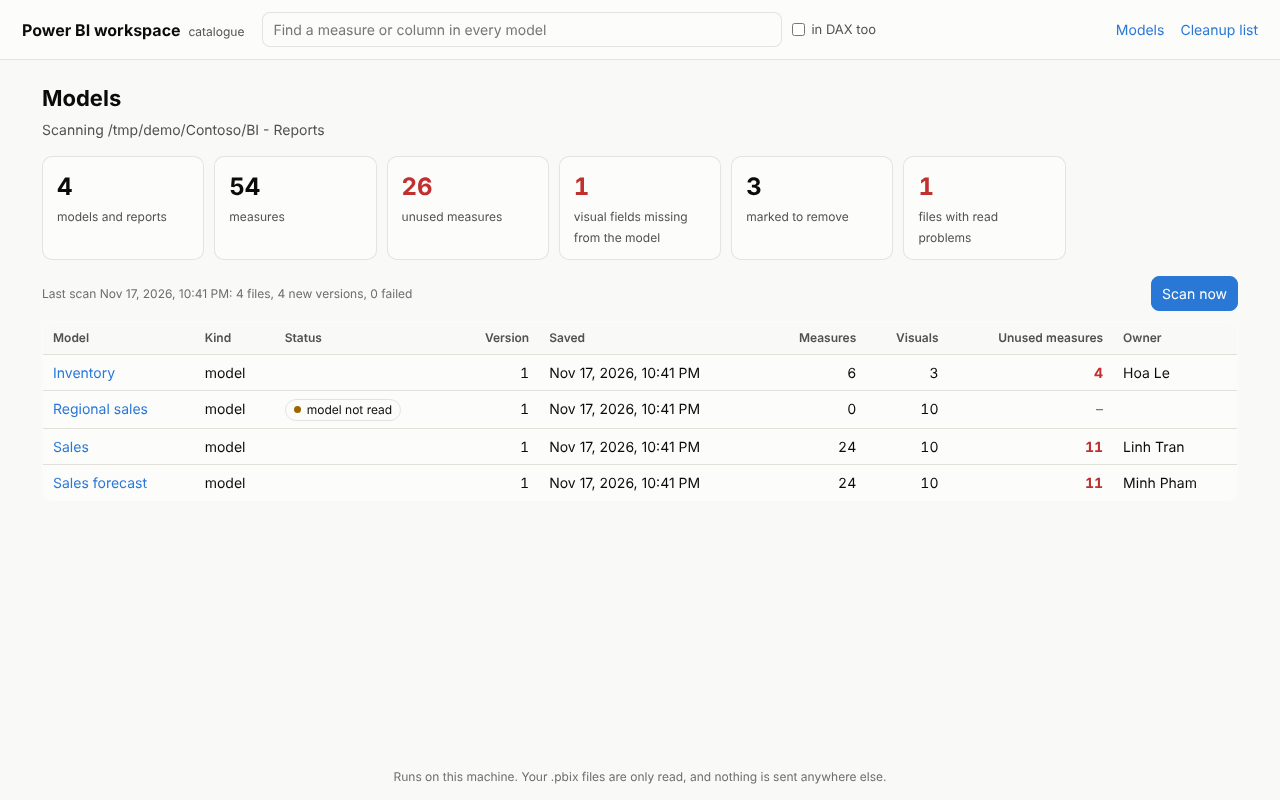 Power BI workspace catalogue Find a measure or column in every model in DAX too Models Cleanup list
Models
Scanning /tmp/demo/Contoso/BI - Reports
4 54 26 1 3 1
models and reports measures unused measures visual fields missing marked to remove files with read
from the model problems
Last scan Nov 17, 2026, 10:41 PM: 4 files, 4 new versions, 0 failed Scan now
Model Kind Status Version Saved Measures Visuals Unused measures Owner
Inventory model 1 Nov 17, 2026, 10:41 PM 6 3 4 Hoa Le
Regional sales model model not read 1 Nov 17, 2026, 10:41 PM 0 10 –
Sales model 1 Nov 17, 2026, 10:41 PM 24 10 11 Linh Tran
Sales forecast model 1 Nov 17, 2026, 10:41 PM 24 10 11 Minh Pham
Runs on this machine. Your .pbix files are only read, and nothing is sent anywhere else.